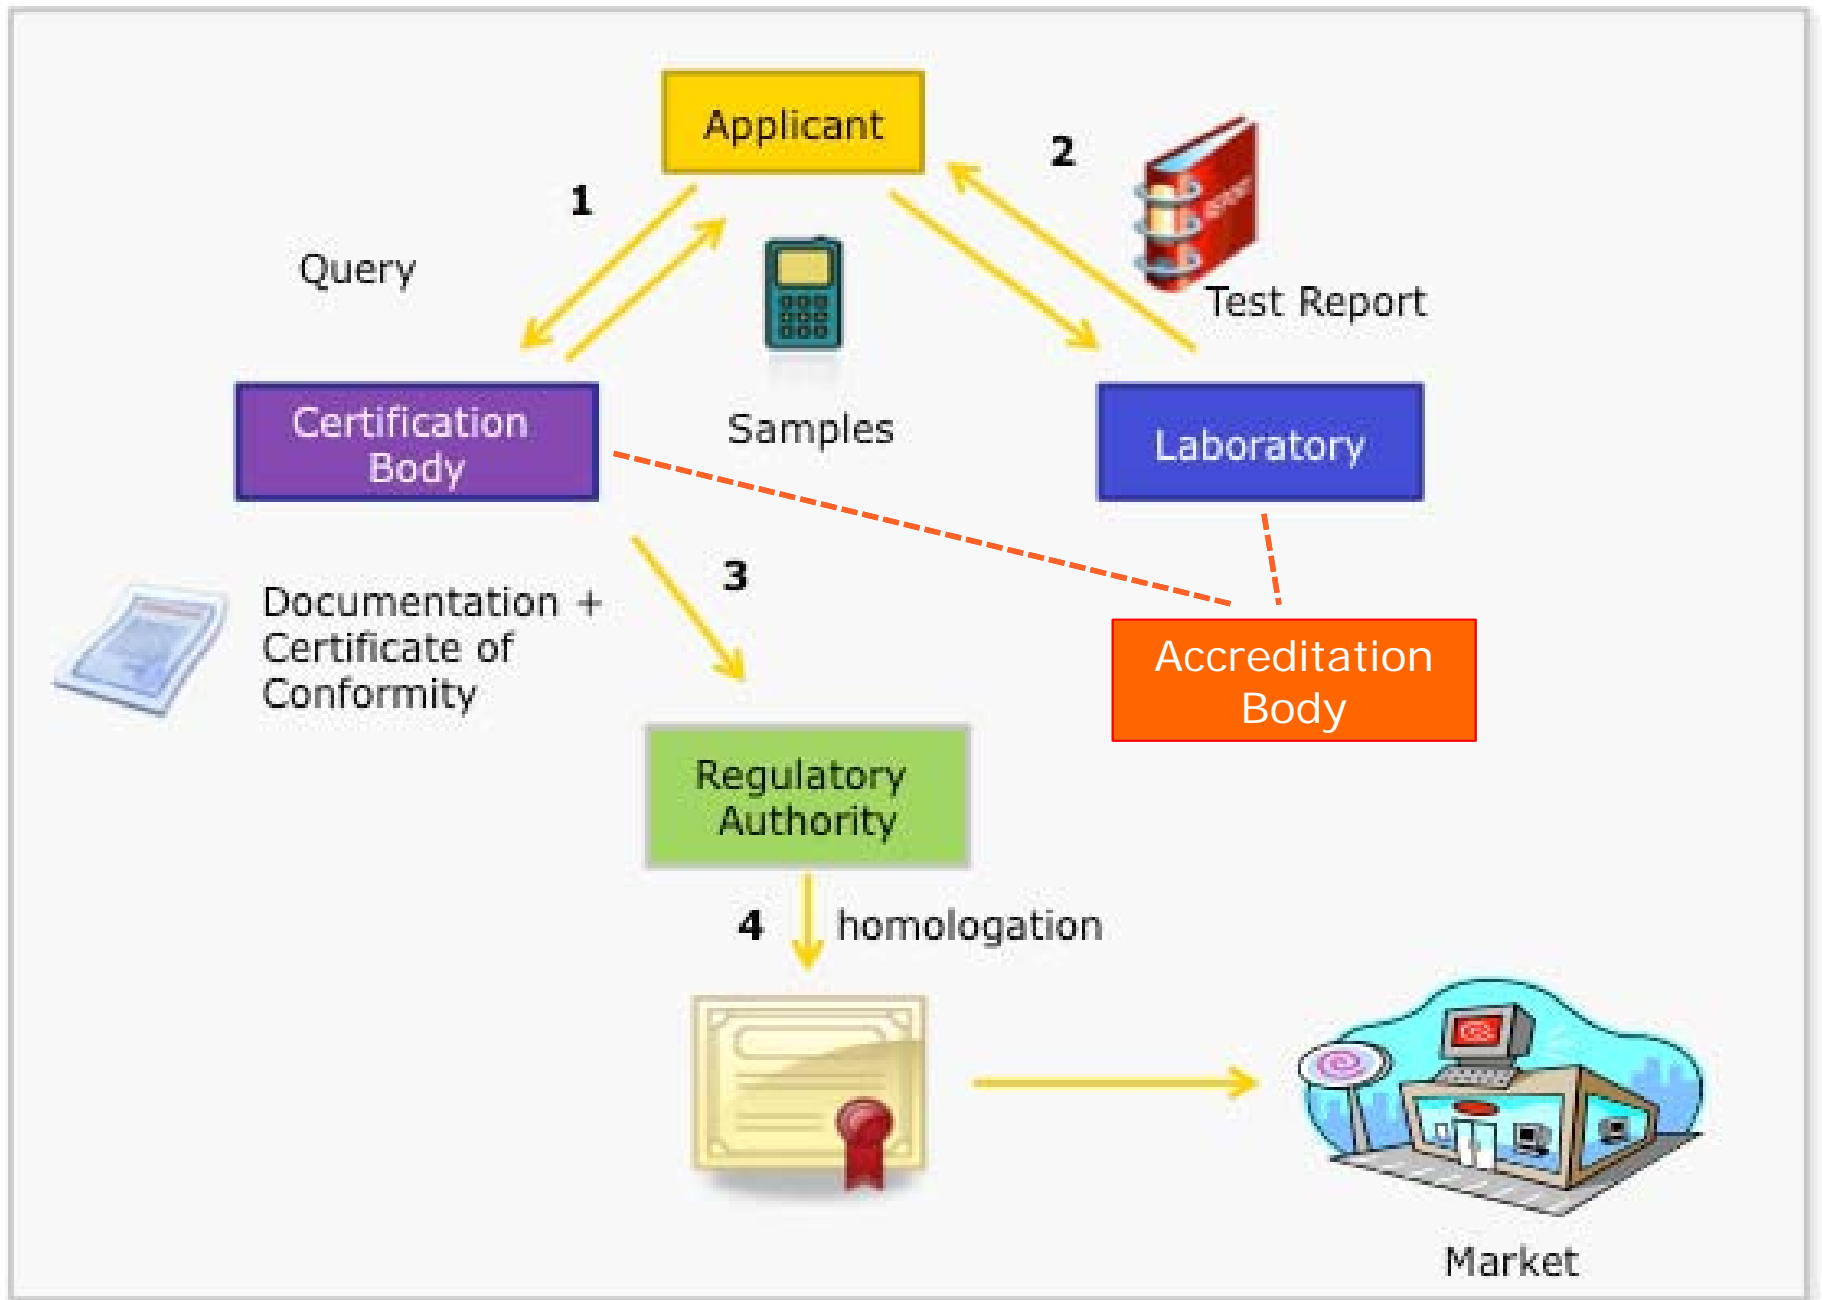 Applicant
1
2
Query
REPORT
Test Report
Samples
Certification
Body
Laboratory
3
Documentation +
Certificate of
Conformity
Accreditation
Body
Regulatory
Authority
4
homologation
Market